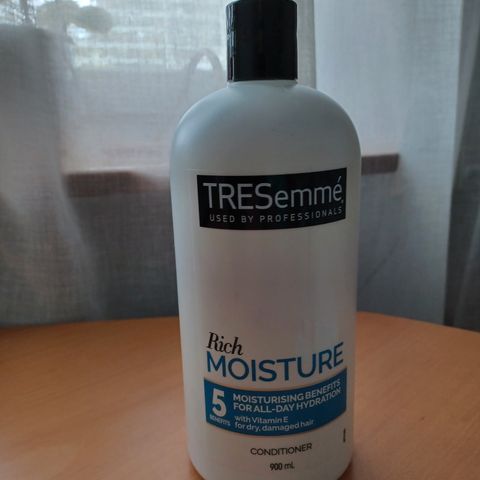 TRESemmé
USED BY PROFESSIONALS
Rich
MOISTURE
5
BENEFITS
MOISTURISING BENEFITS
FOR ALL-DAY HYDRATION
with Vitamin E
for dry, damaged hair
CONDITIONER
900 mL